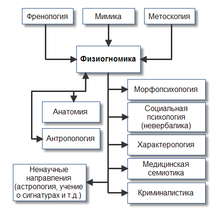 Френология
Мимика
Метоскопия
Физиогномика
Морфопсихология
Анатомия
Социальная
психология
(невербалика)
Антропология
Характерология
Ненаучные
направления
(астрология, учение
о сигнатурах и т.д.)
Медицинская
семиотика
Криминалистика